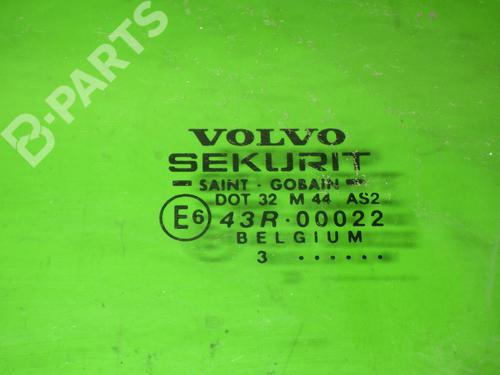 B-PARTS
VOLVO
SEKURIT
SAINT - GOBAIN
DOT 32 M 44 AS2
E6 43R-00022
BELGIUM
3 . . . . . .